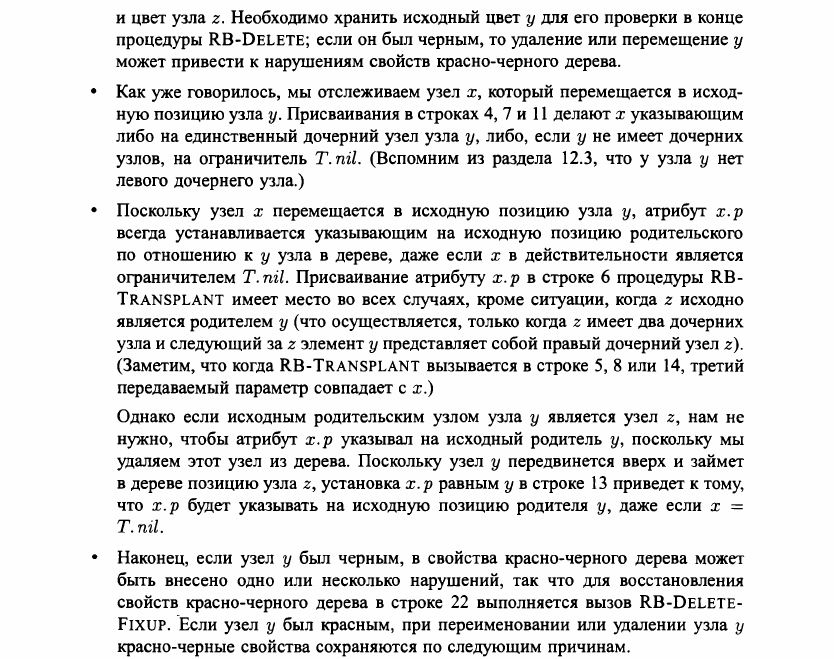 и цвет узла z. Необходимо хранить исходный цвет y для его проверки в конце
процедуры RB-DELETE; если он был черным, то удаление или перемещение y
может привести к нарушениям свойств красно-черного дерева.
• Как уже говорилось, мы отслеживаем узел x, который перемещается в исход-
ную позицию узла y. Присваивания в строках 4, 7 и 11 делают x указывающим
либо на единственный дочерний узел узла y, либо, если y не имеет дочерних
узлов, на ограничитель T.nil. (Вспомним из раздела 12.3, что у узла y нет
левого дочернего узла.)
• Поскольку узел x перемещается в исходную позицию узла y, атрибут x.p
всегда устанавливается указывающим на исходную позицию родительского
по отношению к y узла в дереве, даже если x в действительности является
ограничителем T.nil. Присваивание атрибуту x.p в строке 6 процедуры RB-
TRANSPLANT имеет место во всех случаях, кроме ситуации, когда z исходно
является родителем y (что осуществляется, только когда z имеет два дочерних
узла и следующий за z элемент y представляет собой правый дочерний узел z).
(Заметим, что когда RB-TRANSPLANT вызывается в строке 5, 8 или 14, третий
передаваемый параметр совпадает с x.)
Однако если исходным родительским узлом узла y является узел z, нам не
нужно, чтобы атрибут x.p указывал на исходный родитель y, поскольку мы
удаляем этот узел из дерева. Поскольку узел y передвинется вверх и займет
в дереве позицию узла z, установка x.p равным y в строке 13 приведет к тому,
что x.p будет указывать на исходную позицию родителя y, даже если x =
T.nil.
• Наконец, если узел y был черным, в свойства красно-черного дерева может
быть внесено одно или несколько нарушений, так что для восстановления
свойств красно-черного дерева в строке 22 выполняется вызов RB-DELETE-
FIXUP. Если узел y был красным, при переименовании или удалении узла y
красно-черные свойства сохраняются по следующим причинам.